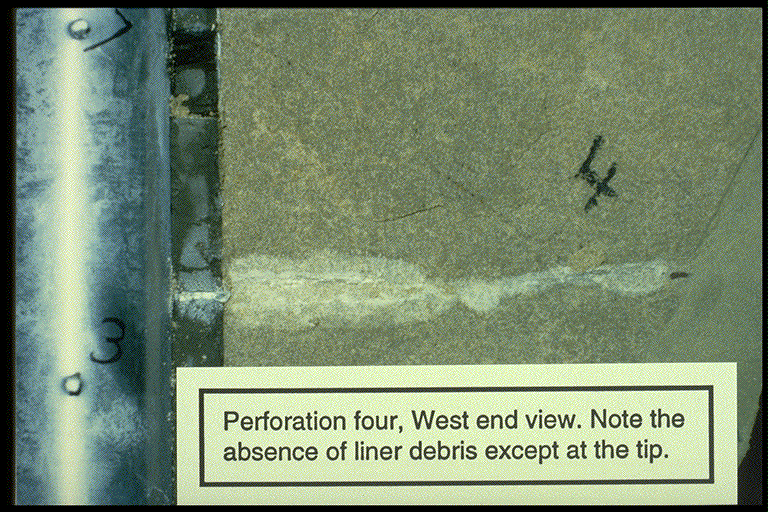 4
3
Perforation four, West end view. Note the
absence of liner debris except at the tip.